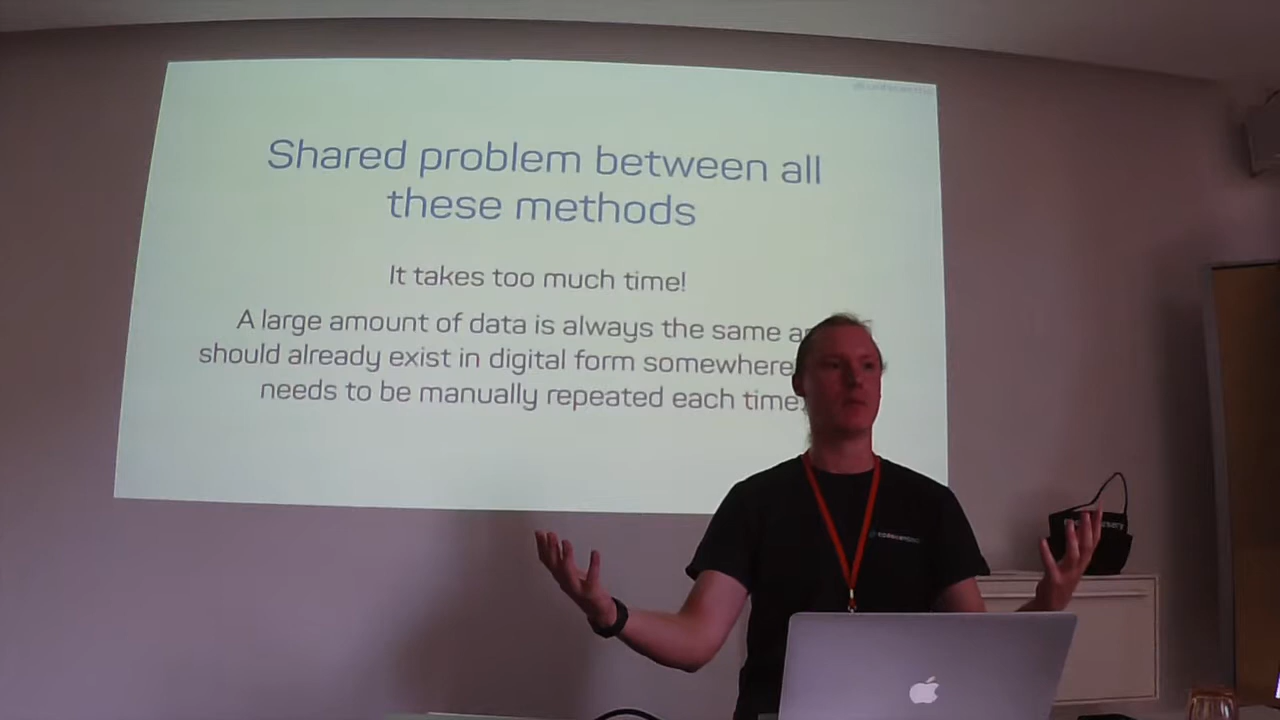 Shared problem between all
these methods
It takes too much time!
A large amount of data is always the same
should already exist in digital form somewhere
needs to be manually repeated each time